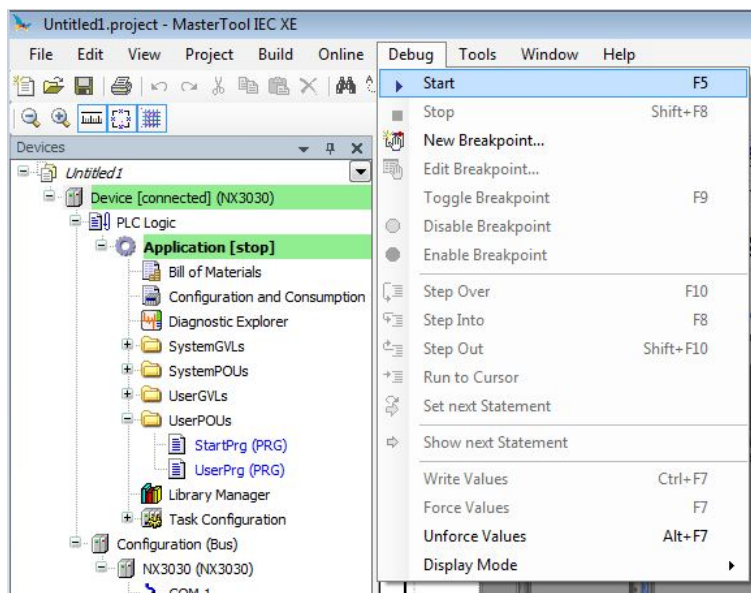 Untitled1.project - MasterTool IEC XE
File Edit View Project Build Online Debug Tools Window Help
Devices
Untitled1
Device [connected] (NX3030)
PLC Logic
Application [stop]
Bill of Materials
Configuration and Consumption
Diagnostic Explorer
SystemGVLs
SystemPOUs
UserGVLs
UserPOUs
StartPrg (PRG)
UserPrg (PRG)
Library Manager
Task Configuration
Configuration (Bus)
NX3030 (NX3030)
COM 1
Start F5
Stop Shift+F8
New Breakpoint...
Edit Breakpoint...
Toggle Breakpoint F9
Disable Breakpoint
Enable Breakpoint
Step Over F10
Step Into F8
Step Out Shift+F10
Run to Cursor
Set next Statement
Show next Statement
Write Values Ctrl+F7
Force Values F7
Unforce Values Alt+F7
Display Mode